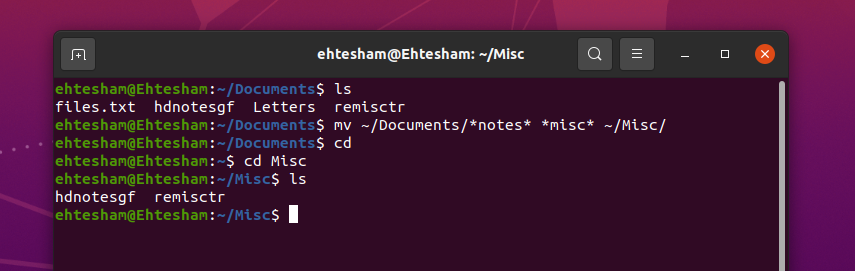 ehtesham@Ehtesham: ~/Misc
ehtesham@Ehtesham:~/Documents$ ls
files.txt  hdnotesgf  Letters  remisctr
ehtesham@Ehtesham:~/Documents$ mv ~/Documents/*notes* *misc* ~/Misc/
ehtesham@Ehtesham:~/Documents$ cd
ehtesham@Ehtesham:~$ cd Misc
ehtesham@Ehtesham:~/Misc$ ls
hdnotesgf  remisctr
ehtesham@Ehtesham:~/Misc$